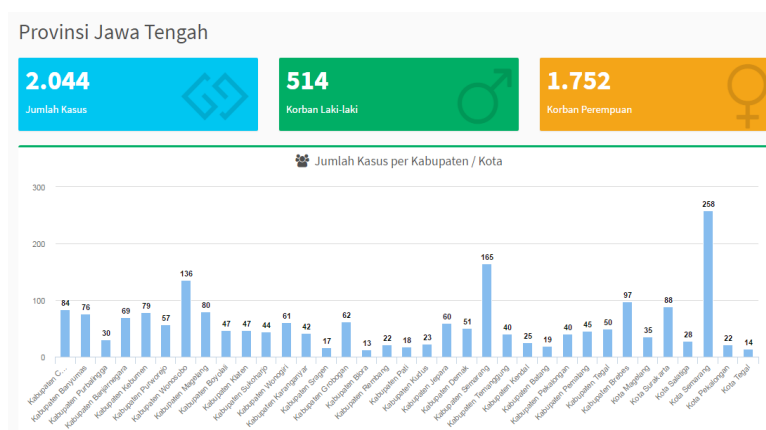 Provinsi Jawa Tengah
2.044
Jumlah Kasus
514
Korban Laki-laki
1.752
Korban Perempuan
Jumlah Kasus per Kabupaten / Kota
300
200
100
0
84
76
30
69
79
57
136
80
47
47
44
61
42
17
62
13
22
18
23
60
51
165
40
25
19
40
45
50
97
35
88
28
258
22
14
Kabupaten C...
Kabupaten Banyumas
Kabupaten Purbalingga
Kabupaten Banjarnegara
Kabupaten Kebumen
Kabupaten Purworejo
Kabupaten Wonosobo
Kabupaten Magelang
Kabupaten Boyolali
Kabupaten Klaten
Kabupaten Sukoharjo
Kabupaten Wonogiri
Kabupaten Karanganyar
Kabupaten Sragen
Kabupaten Grobogan
Kabupaten Blora
Kabupaten Rembang
Kabupaten Pati
Kabupaten Kudus
Kabupaten Jepara
Kabupaten Demak
Kabupaten Semarang
Kabupaten Temanggung
Kabupaten Kendal
Kabupaten Batang
Kabupaten Pekalongan
Kabupaten Pemalang
Kabupaten Tegal
Kabupaten Brebes
Kota Magelang
Kota Surakarta
Kota Salatiga
Kota Semarang
Kota Pekalongan
Kota Tegal